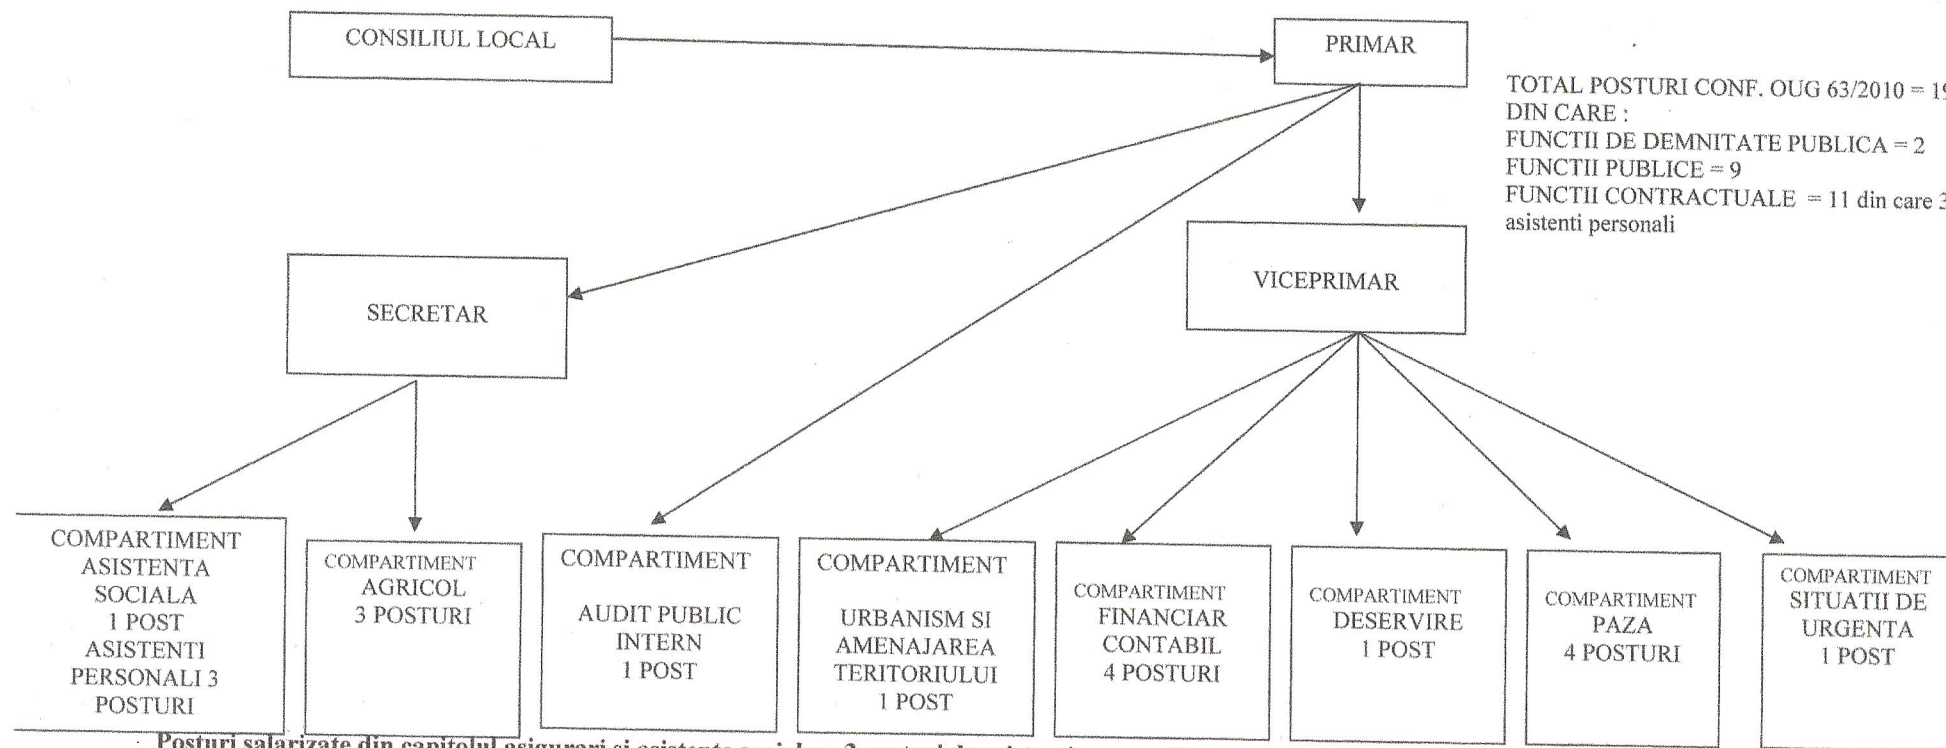 CONSILIUL LOCAL
PRIMAR
TOTAL POSTURI CONF. OUG 63/2010 = 19
DIN CARE :
FUNCTII DE DEMNITATE PUBLICA = 2
FUNCTII PUBLICE = 9
FUNCTII CONTRACTUALE = 11 din care 3
asistenti personali
SECRETAR
VICEPRIMAR
COMPARTIMENT
ASISTENTA
SOCIALA
1 POST
ASISTENTI
PERSONALI 3
POSTURI
COMPARTIMENT
AGRICOL
3 POSTURI
COMPARTIMENT
AUDIT PUBLIC
INTERN
1 POST
COMPARTIMENT
URBANISM SI
AMENAJAREA
TERITORIULUI
1 POST
COMPARTIMENT
FINANCIAR
CONTABIL
4 POSTURI
COMPARTIMENT
DESERVIRE
1 POST
COMPARTIMENT
PAZA
4 POSTURI
COMPARTIMENT
SITUATII DE
URGENTA
1 POST
Posturi salarizate din capitolul asigurari si asistenta